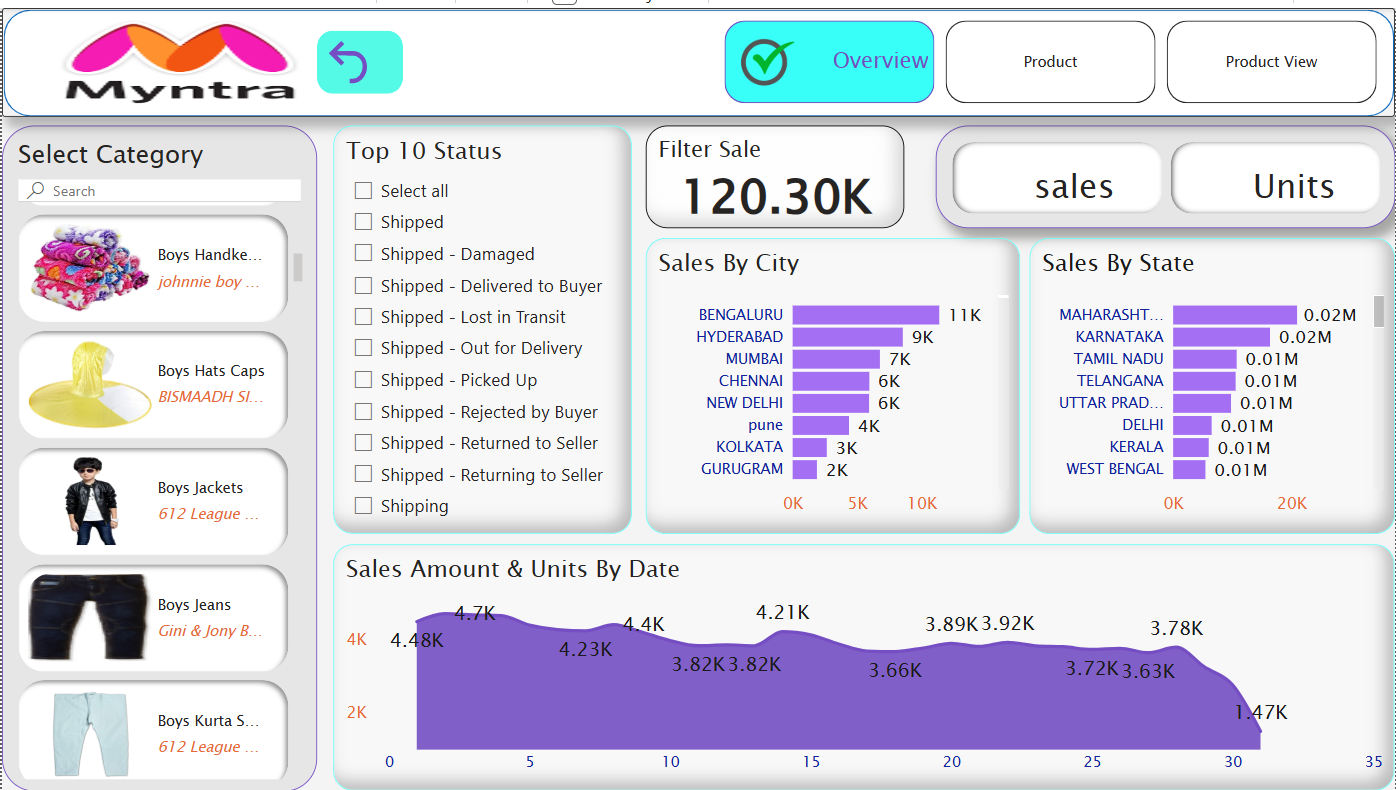 Myntra
Overview
Product
Product View
Select Category
Search
Boys Handke...
johnnie boy ...
Boys Hats Caps
BISMAADH SI...
Boys Jackets
612 League ...
Boys Jeans
Gini & Jony B...
Boys Kurta S...
612 League ...
Top 10 Status
Select all
Shipped
Shipped - Damaged
Shipped - Delivered to Buyer
Shipped - Lost in Transit
Shipped - Out for Delivery
Shipped - Picked Up
Shipped - Rejected by Buyer
Shipped - Returned to Seller
Shipped - Returning to Seller
Shipping
Filter Sale
120.30K
sales
Units
Sales By City
BENGALURU 11K
HYDERABAD 9K
MUMBAI 7K
CHENNAI 6K
NEW DELHI 6K
pune 4K
KOLKATA 3K
GURUGRAM 2K
0K 5K 10K
Sales By State
MAHARASHT... 0.02M
KARNATAKA 0.02M
TAMIL NADU 0.01M
TELANGANA 0.01M
UTTAR PRAD... 0.01M
DELHI 0.01M
KERALA 0.01M
WEST BENGAL 0.01M
0K 20K
Sales Amount & Units By Date
4K
2K
4.48K 4.7K 4.23K 4.4K 3.82K 3.82K 4.21K 3.66K 3.89K 3.92K 3.72K 3.63K 3.78K 1.47K
0 5 10 15 20 25 30 35